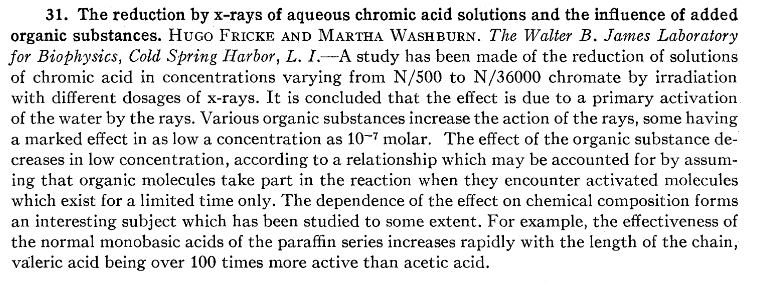 31. The reduction by x-rays of aqueous chromic acid solutions and the influence of added
organic substances. HUGO FRICKE AND MARTHA WASHBURN. The Walter B. James Laboratory
for Biophysics, Cold Spring Harbor, L. I.—A study has been made of the reduction of solutions
of chromic acid in concentrations varying from N/500 to N/36000 chromate by irradiation
with different dosages of x-rays. It is concluded that the effect is due to a primary activation
of the water by the rays. Various organic substances increase the action of the rays, some having
a marked effect in as low a concentration as 10⁻⁷ molar. The effect of the organic substance de-
creases in low concentration, according to a relationship which may be accounted for by assum-
ing that organic molecules take part in the reaction when they encounter activated molecules
which exist for a limited time only. The dependence of the effect on chemical composition forms
an interesting subject which has been studied to some extent. For example, the effectiveness of
the normal monobasic acids of the paraffin series increases rapidly with the length of the chain,
valeric acid being over 100 times more active than acetic acid.